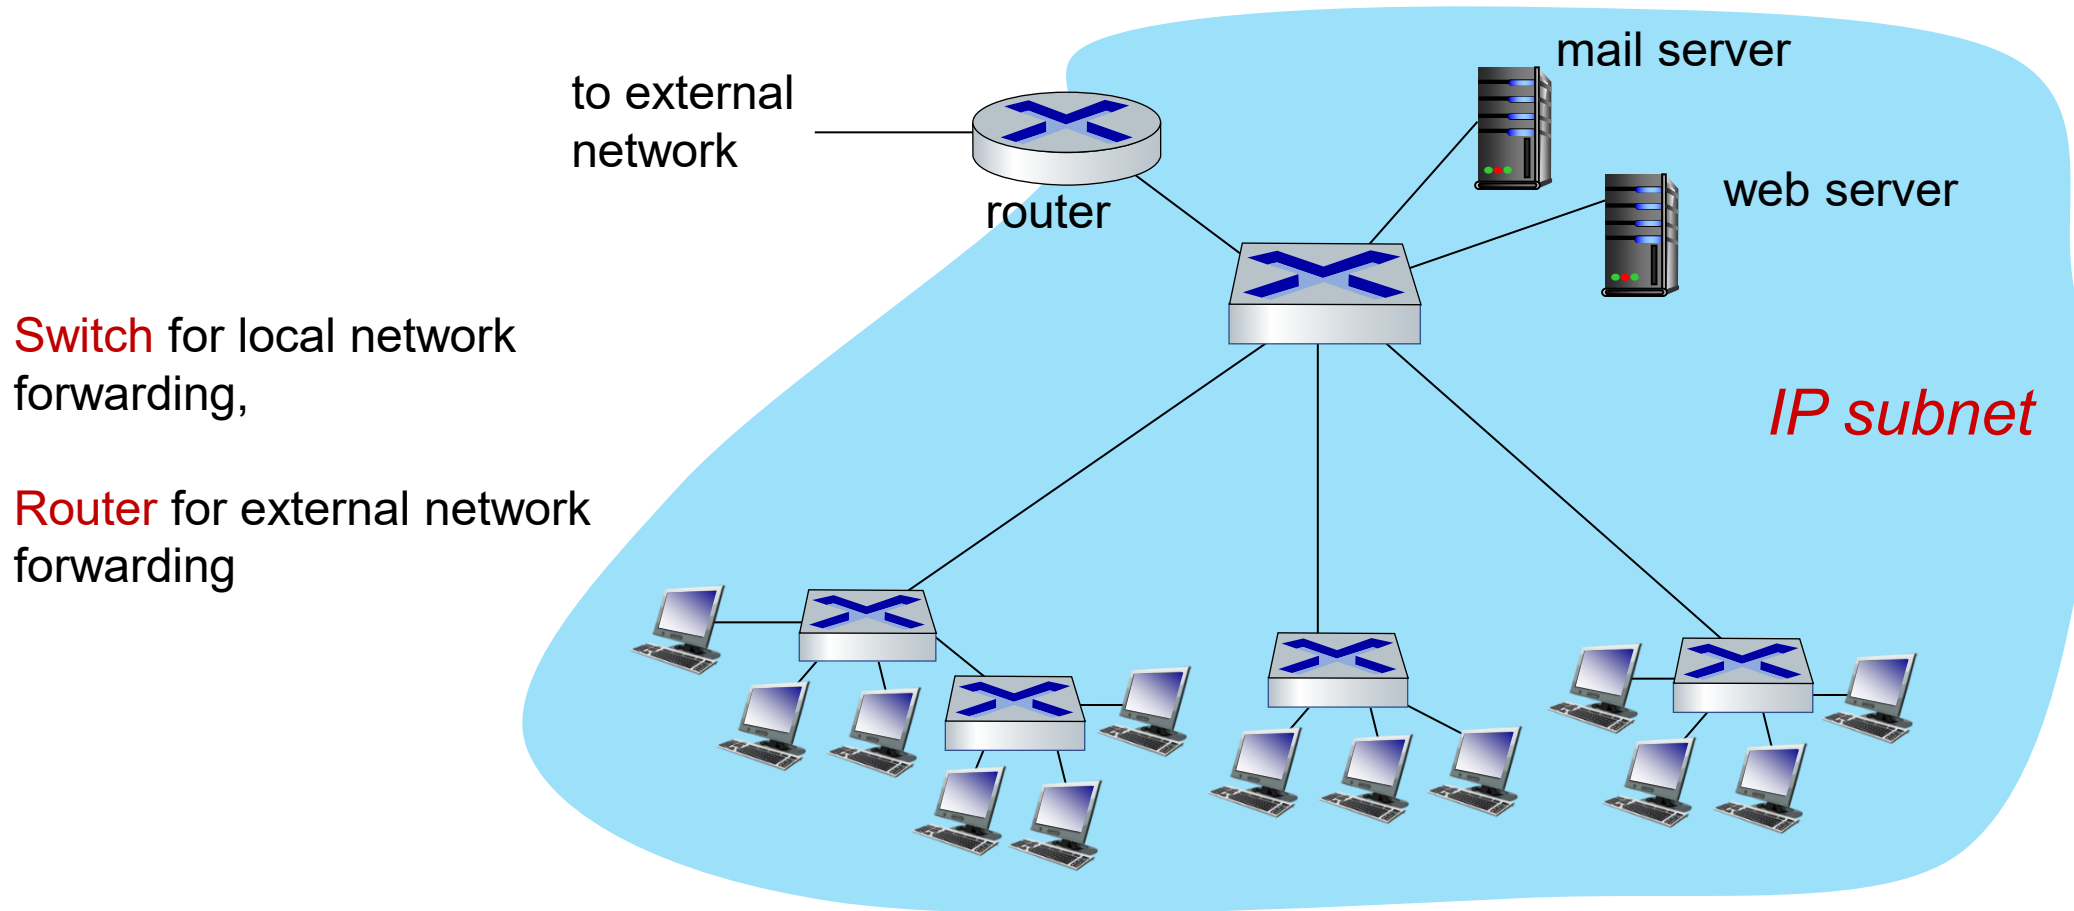 mail server
to external
network
web server
router
Switch for local network
forwarding,
IP subnet
Router for external network
forwarding